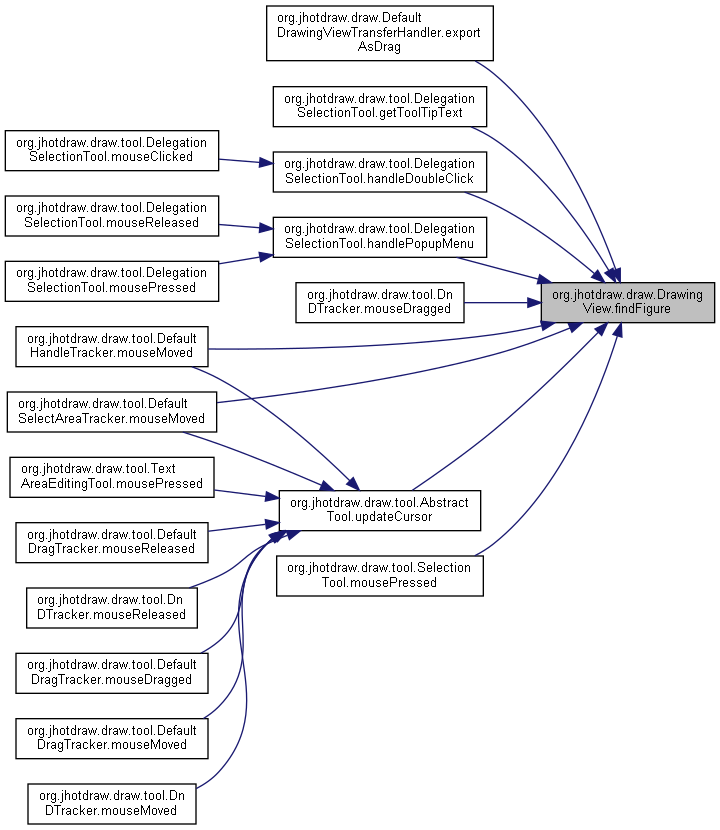 org.jhotdraw.draw.Default
DrawingViewTransferHandler.export
AsDrag
org.jhotdraw.draw.tool.Delegation
SelectionTool.getToolTipText
org.jhotdraw.draw.tool.Delegation
SelectionTool.mouseClicked
org.jhotdraw.draw.tool.Delegation
SelectionTool.handleDoubleClick
org.jhotdraw.draw.tool.Delegation
SelectionTool.mouseReleased
org.jhotdraw.draw.tool.Delegation
SelectionTool.handlePopupMenu
org.jhotdraw.draw.tool.Delegation
SelectionTool.mousePressed
org.jhotdraw.draw.tool.Dn
DTracker.mouseDragged
org.jhotdraw.draw.Drawing
View.findFigure
org.jhotdraw.draw.tool.Default
HandleTracker.mouseMoved
org.jhotdraw.draw.tool.Default
SelectAreaTracker.mouseMoved
org.jhotdraw.draw.tool.Text
AreaEditingTool.mousePressed
org.jhotdraw.draw.tool.Abstract
Tool.updateCursor
org.jhotdraw.draw.tool.Default
DragTracker.mouseReleased
org.jhotdraw.draw.tool.Selection
Tool.mousePressed
org.jhotdraw.draw.tool.Dn
DTracker.mouseReleased
org.jhotdraw.draw.tool.Default
DragTracker.mouseDragged
org.jhotdraw.draw.tool.Default
DragTracker.mouseMoved
org.jhotdraw.draw.tool.Dn
DTracker.mouseMoved